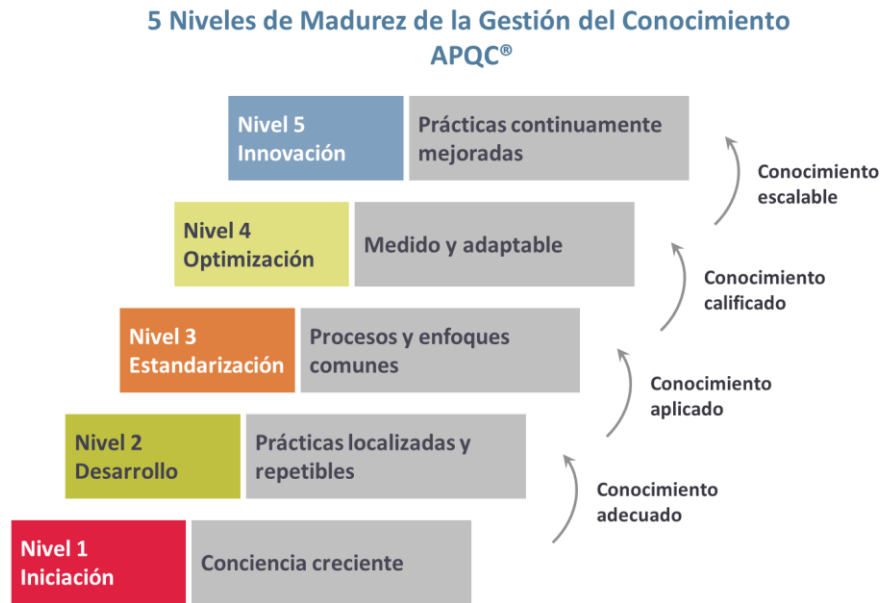 5 Niveles de Madurez de la Gestión del Conocimiento
APQC®
Nivel 5
Innovación
Prácticas continuamente
mejoradas
Conocimiento
escalable
Nivel 4
Optimización
Medido y adaptable
Conocimiento
calificado
Nivel 3
Estandarización
Procesos y enfoques
comunes
Conocimiento
aplicado
Nivel 2
Desarrollo
Prácticas localizadas y
repetibles
Conocimiento
adecuado
Nivel 1
Iniciación
Conciencia creciente